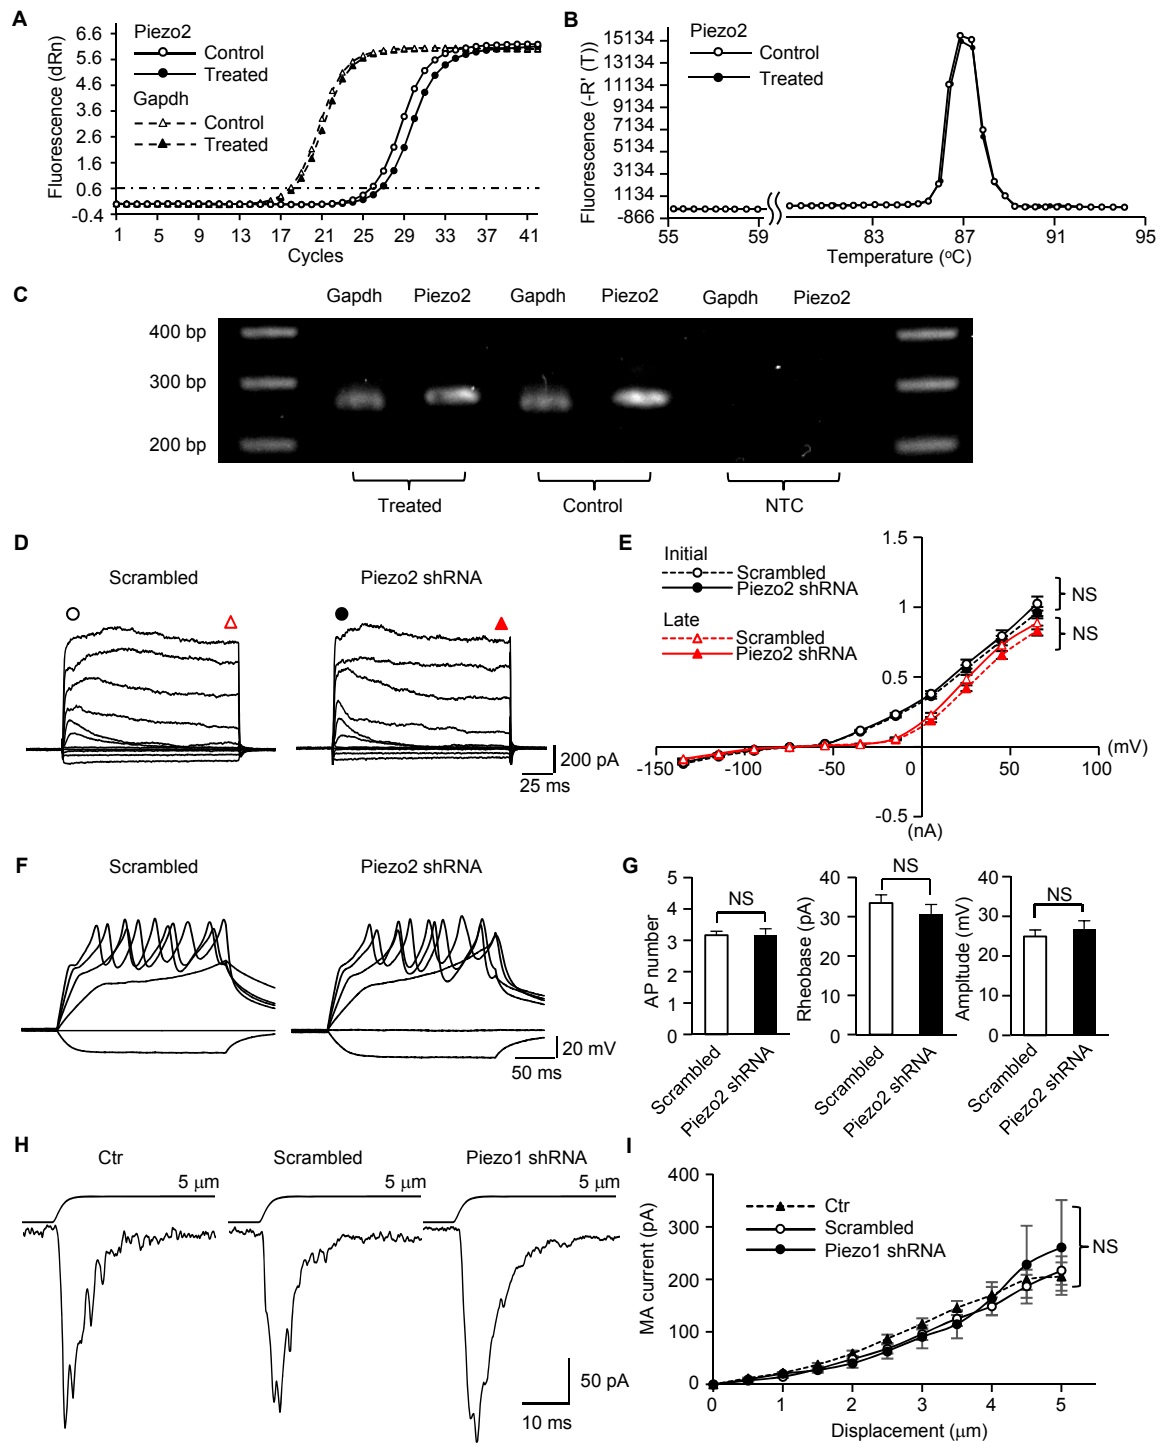 A
Fluorescence (dRn)
6.6
5.6
4.6
3.6
2.6
1.6
0.6
-0.4
Piezo2
Control
Treated
Gapdh
Control
Treated
1 5 9 13 17 21 25 29 33 37 41
Cycles
B
Fluorescence (-R' (T))
15134
13134
11134
9134
7134
5134
3134
1134
-866
Piezo2
Control
Treated
55 59 83 87 91 95
Temperature (°C)
C
Gapdh Piezo2 Gapdh Piezo2 Gapdh Piezo2
400 bp
300 bp
200 bp
Treated Control NTC
D
Scrambled Piezo2 shRNA
200 pA
25 ms
E
Initial
Scrambled
Piezo2 shRNA
Late
Scrambled
Piezo2 shRNA
1.5
1
0.5
-0.5
(nA)
NS
NS
-150 -100 -50 0 50 100
(mV)
F
Scrambled Piezo2 shRNA
20 mV
50 ms
G
AP number
5
4
3
2
1
0
NS
Scrambled
Piezo2 shRNA
Rheobase (pA)
40
30
20
10
0
NS
Scrambled
Piezo2 shRNA
Amplitude (mV)
40
30
20
10
0
NS
Scrambled
Piezo2 shRNA
H
Ctr Scrambled Piezo1 shRNA
5 μm 5 μm 5 μm
50 pA
10 ms
I
MA current (pA)
400
300
200
100
0
Ctr
Scrambled
Piezo1 shRNA
NS
0 1 2 3 4 5
Displacement (μm)